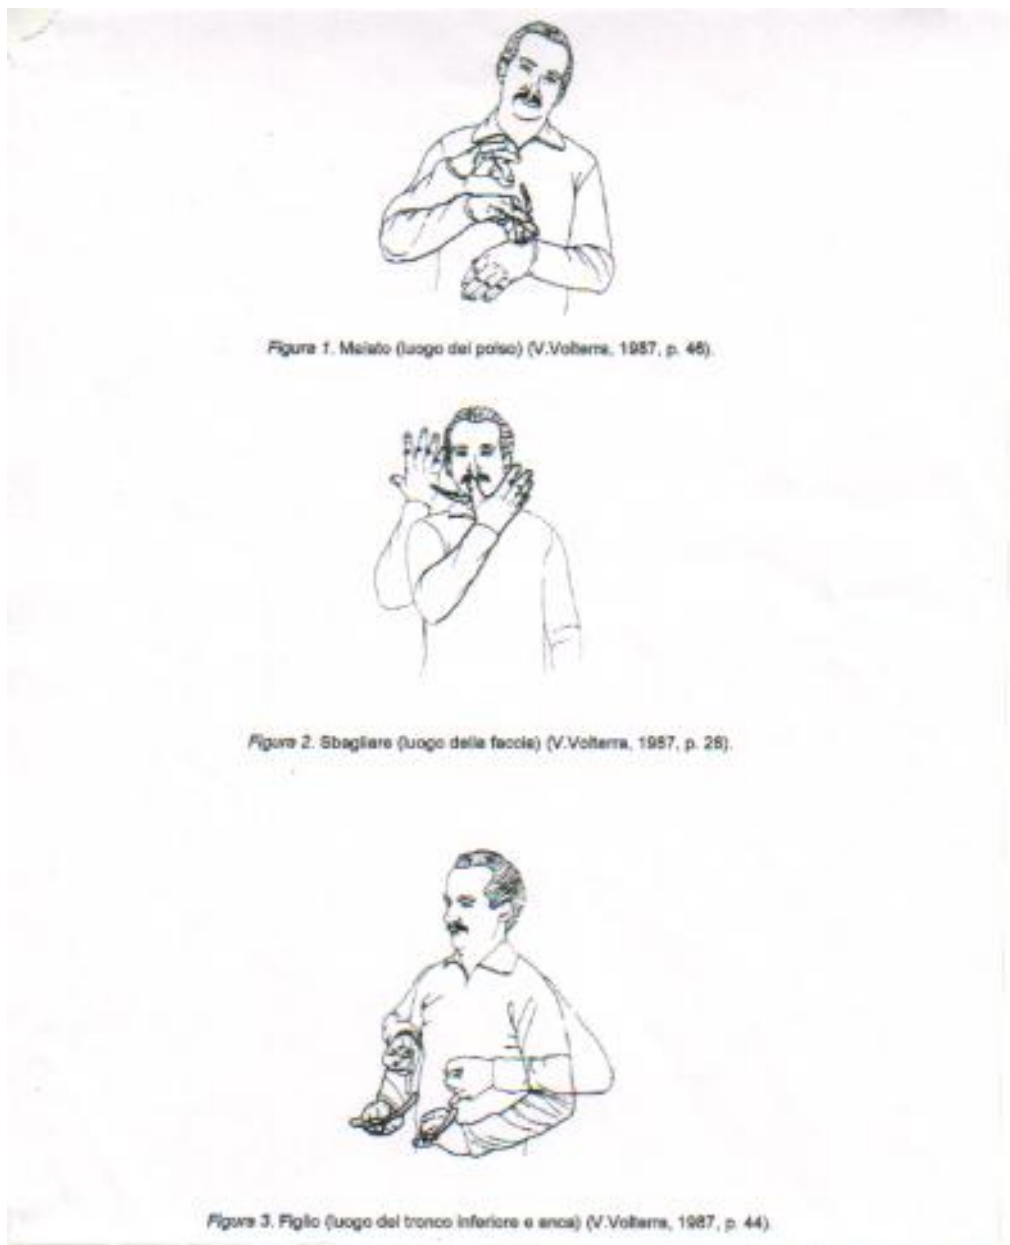 Figura 1. Malato (luogo del polso) (V.Volterra, 1987, p. 46).
Figura 2. Sbagliare (luogo della faccia) (V.Volterra, 1987, p. 28).
Figura 3. Figlio (luogo del tronco inferiore e anca) (V.Volterra, 1987, p. 44).